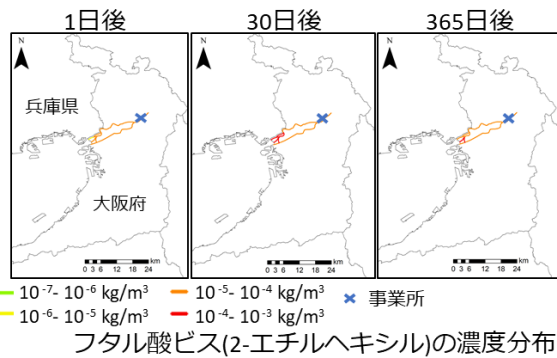 1日後
30日後
365日後
N
兵庫県
大阪府
km
0 3 6 12 18 24
N
km
0 3 6 12 18 24
N
km
0 3 6 12 18 24
10⁻⁷- 10⁻⁶ kg/m³
10⁻⁵- 10⁻⁴ kg/m³
事業所
10⁻⁶- 10⁻⁵ kg/m³
10⁻⁴- 10⁻³ kg/m³
フタル酸ビス(2-エチルヘキシル)の濃度分布